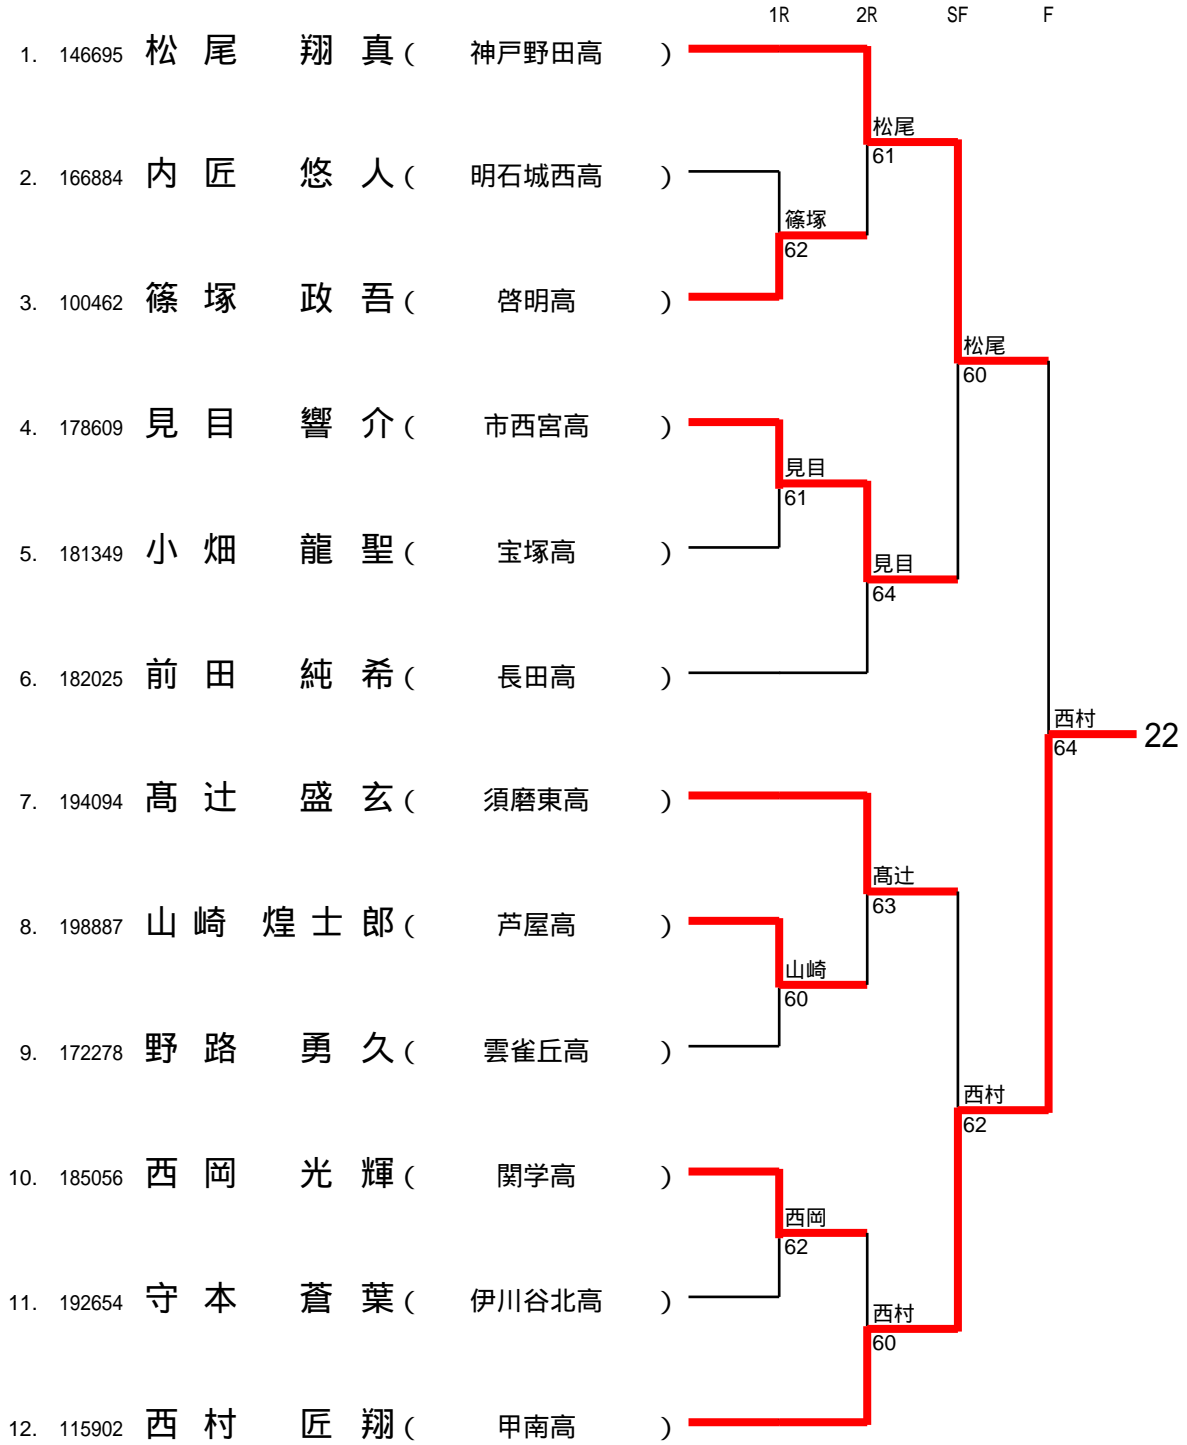 1R 2R SF F
1. 146695 松尾 翔真 ( 神戸野田高 )
松尾
61
2. 166884 内匠 悠人 ( 明石城西高 )
篠塚
62
3. 100462 篠塚 政吾 ( 啓明高 )
松尾
60
4. 178609 見目 響介 ( 市西宮高 )
見目
61
5. 181349 小畑 龍聖 ( 宝塚高 )
見目
64
6. 182025 前田 純希 ( 長田高 )
西村
64 22
7. 194094 髙辻 盛玄 ( 須磨東高 )
髙辻
63
8. 198887 山崎 煌士郎 ( 芦屋高 )
山崎
60
9. 172278 野路 勇久 ( 雲雀丘高 )
西村
62
10. 185056 西岡 光輝 ( 関学高 )
西岡
62
11. 192654 守本 蒼葉 ( 伊川谷北高 )
西村
60
12. 115902 西村 匠翔 ( 甲南高 )